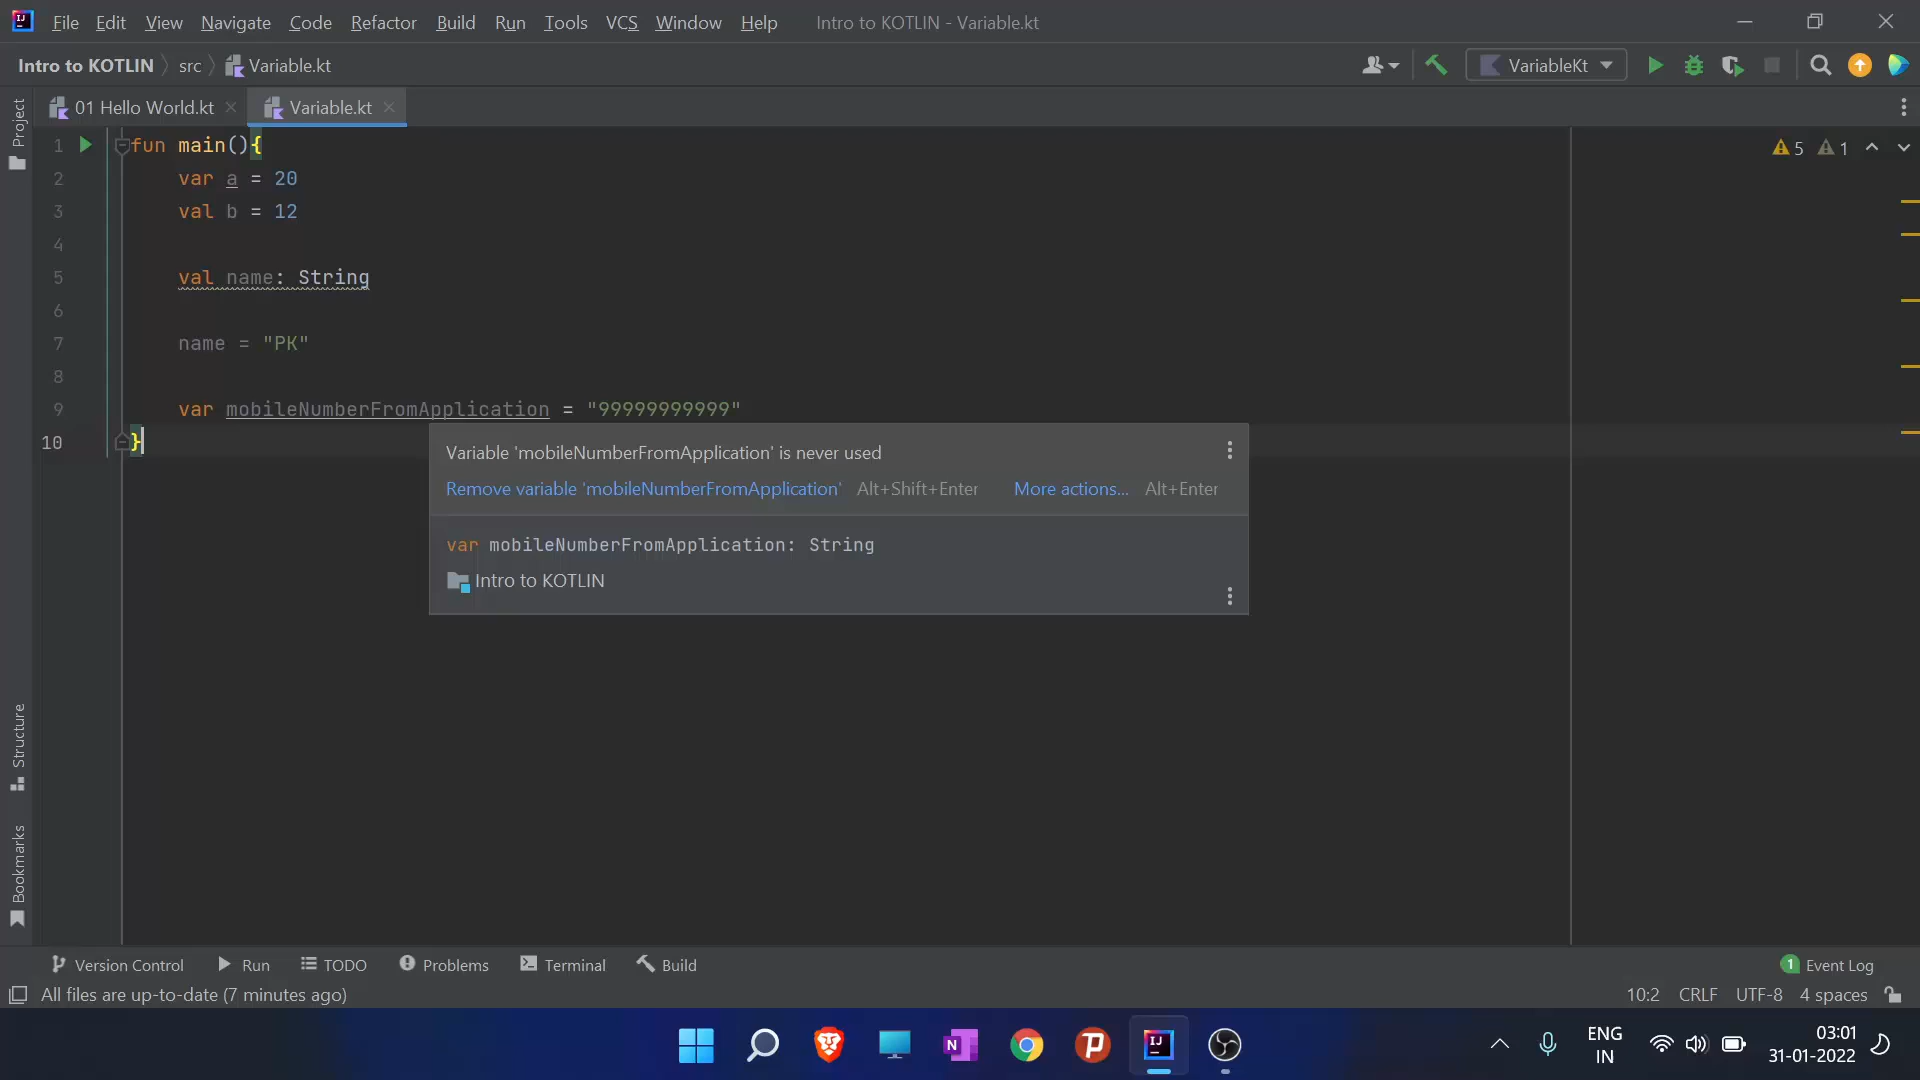 File Edit View Navigate Code Refactor Build Run Tools VCS Window Help Intro to KOTLIN - Variable.kt
Intro to KOTLIN src Variable.kt VariableKt
Project
01 Hello World.kt Variable.kt
1 fun main(){
2 var a = 20
3 val b = 12
4
5 val name: String
6
7 name = "PK"
8
9 var mobileNumberFromApplication = "99999999999"
10 }
5 1
Variable 'mobileNumberFromApplication' is never used
Remove variable 'mobileNumberFromApplication' Alt+Shift+Enter More actions... Alt+Enter
var mobileNumberFromApplication: String
Intro to KOTLIN
Structure
Bookmarks
Version Control Run TODO Problems Terminal Build 1 Event Log
All files are up-to-date (7 minutes ago) 10:2 CRLF UTF-8 4 spaces
ENG 03:01
IN 31-01-2022